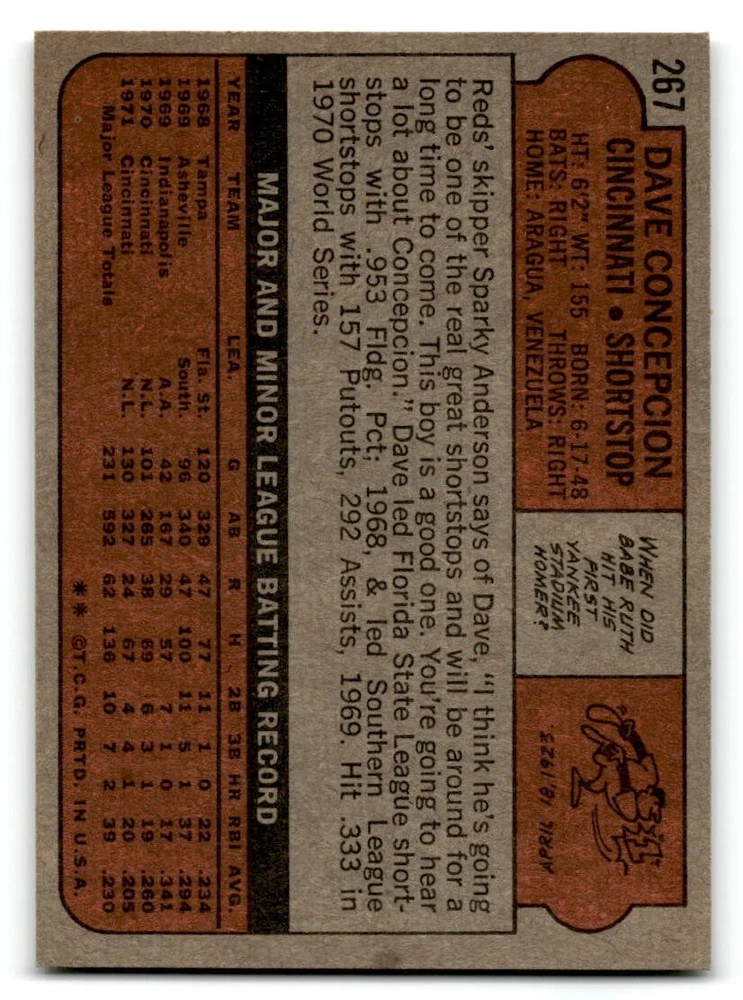 267
DAVE CONCEPCION
CINCINNATI • SHORTSTOP
HT: 6'2" WT: 155 BORN: 6-17-48
BATS: RIGHT THROWS: RIGHT
HOME: ARAGUA, VENEZUELA
WHEN DID
BABE RUTH
HIT HIS
FIRST
YANKEE
STADIUM
HOMER?
APRIL 18, 1923.
Reds' skipper Sparky Anderson says of Dave, "I think he's going
to be one of the real great shortstops and will be around for a
long time to come. This boy is a good one. You're going to hear
a lot about Concepcion." Dave led Florida State League short-
stops with .953 Fldg. Pct; 1968, & led Southern League
shortstops with 157 Putouts, 292 Assists, 1969. Hit .333 in
1970 World Series.
MAJOR AND MINOR LEAGUE BATTING RECORD
YEAR TEAM LEA. G AB R H 2B 3B HR RBI AVG.
1968 Tampa Fla. St. 120 329 47 77 11 1 0 22 .234
1969 Asheville South. 96 340 47 100 11 5 1 37 .294
1969 Indianapolis A.A. 42 167 29 57 7 1 0 17 .341
1970 Cincinnati N.L. 101 265 38 69 6 3 1 19 .260
1971 Cincinnati N.L. 130 327 24 67 4 4 1 20 .205
Major League Totals 231 592 62 136 10 7 2 39 .230
** ©T.C.G. PRTD. IN U.S.A.